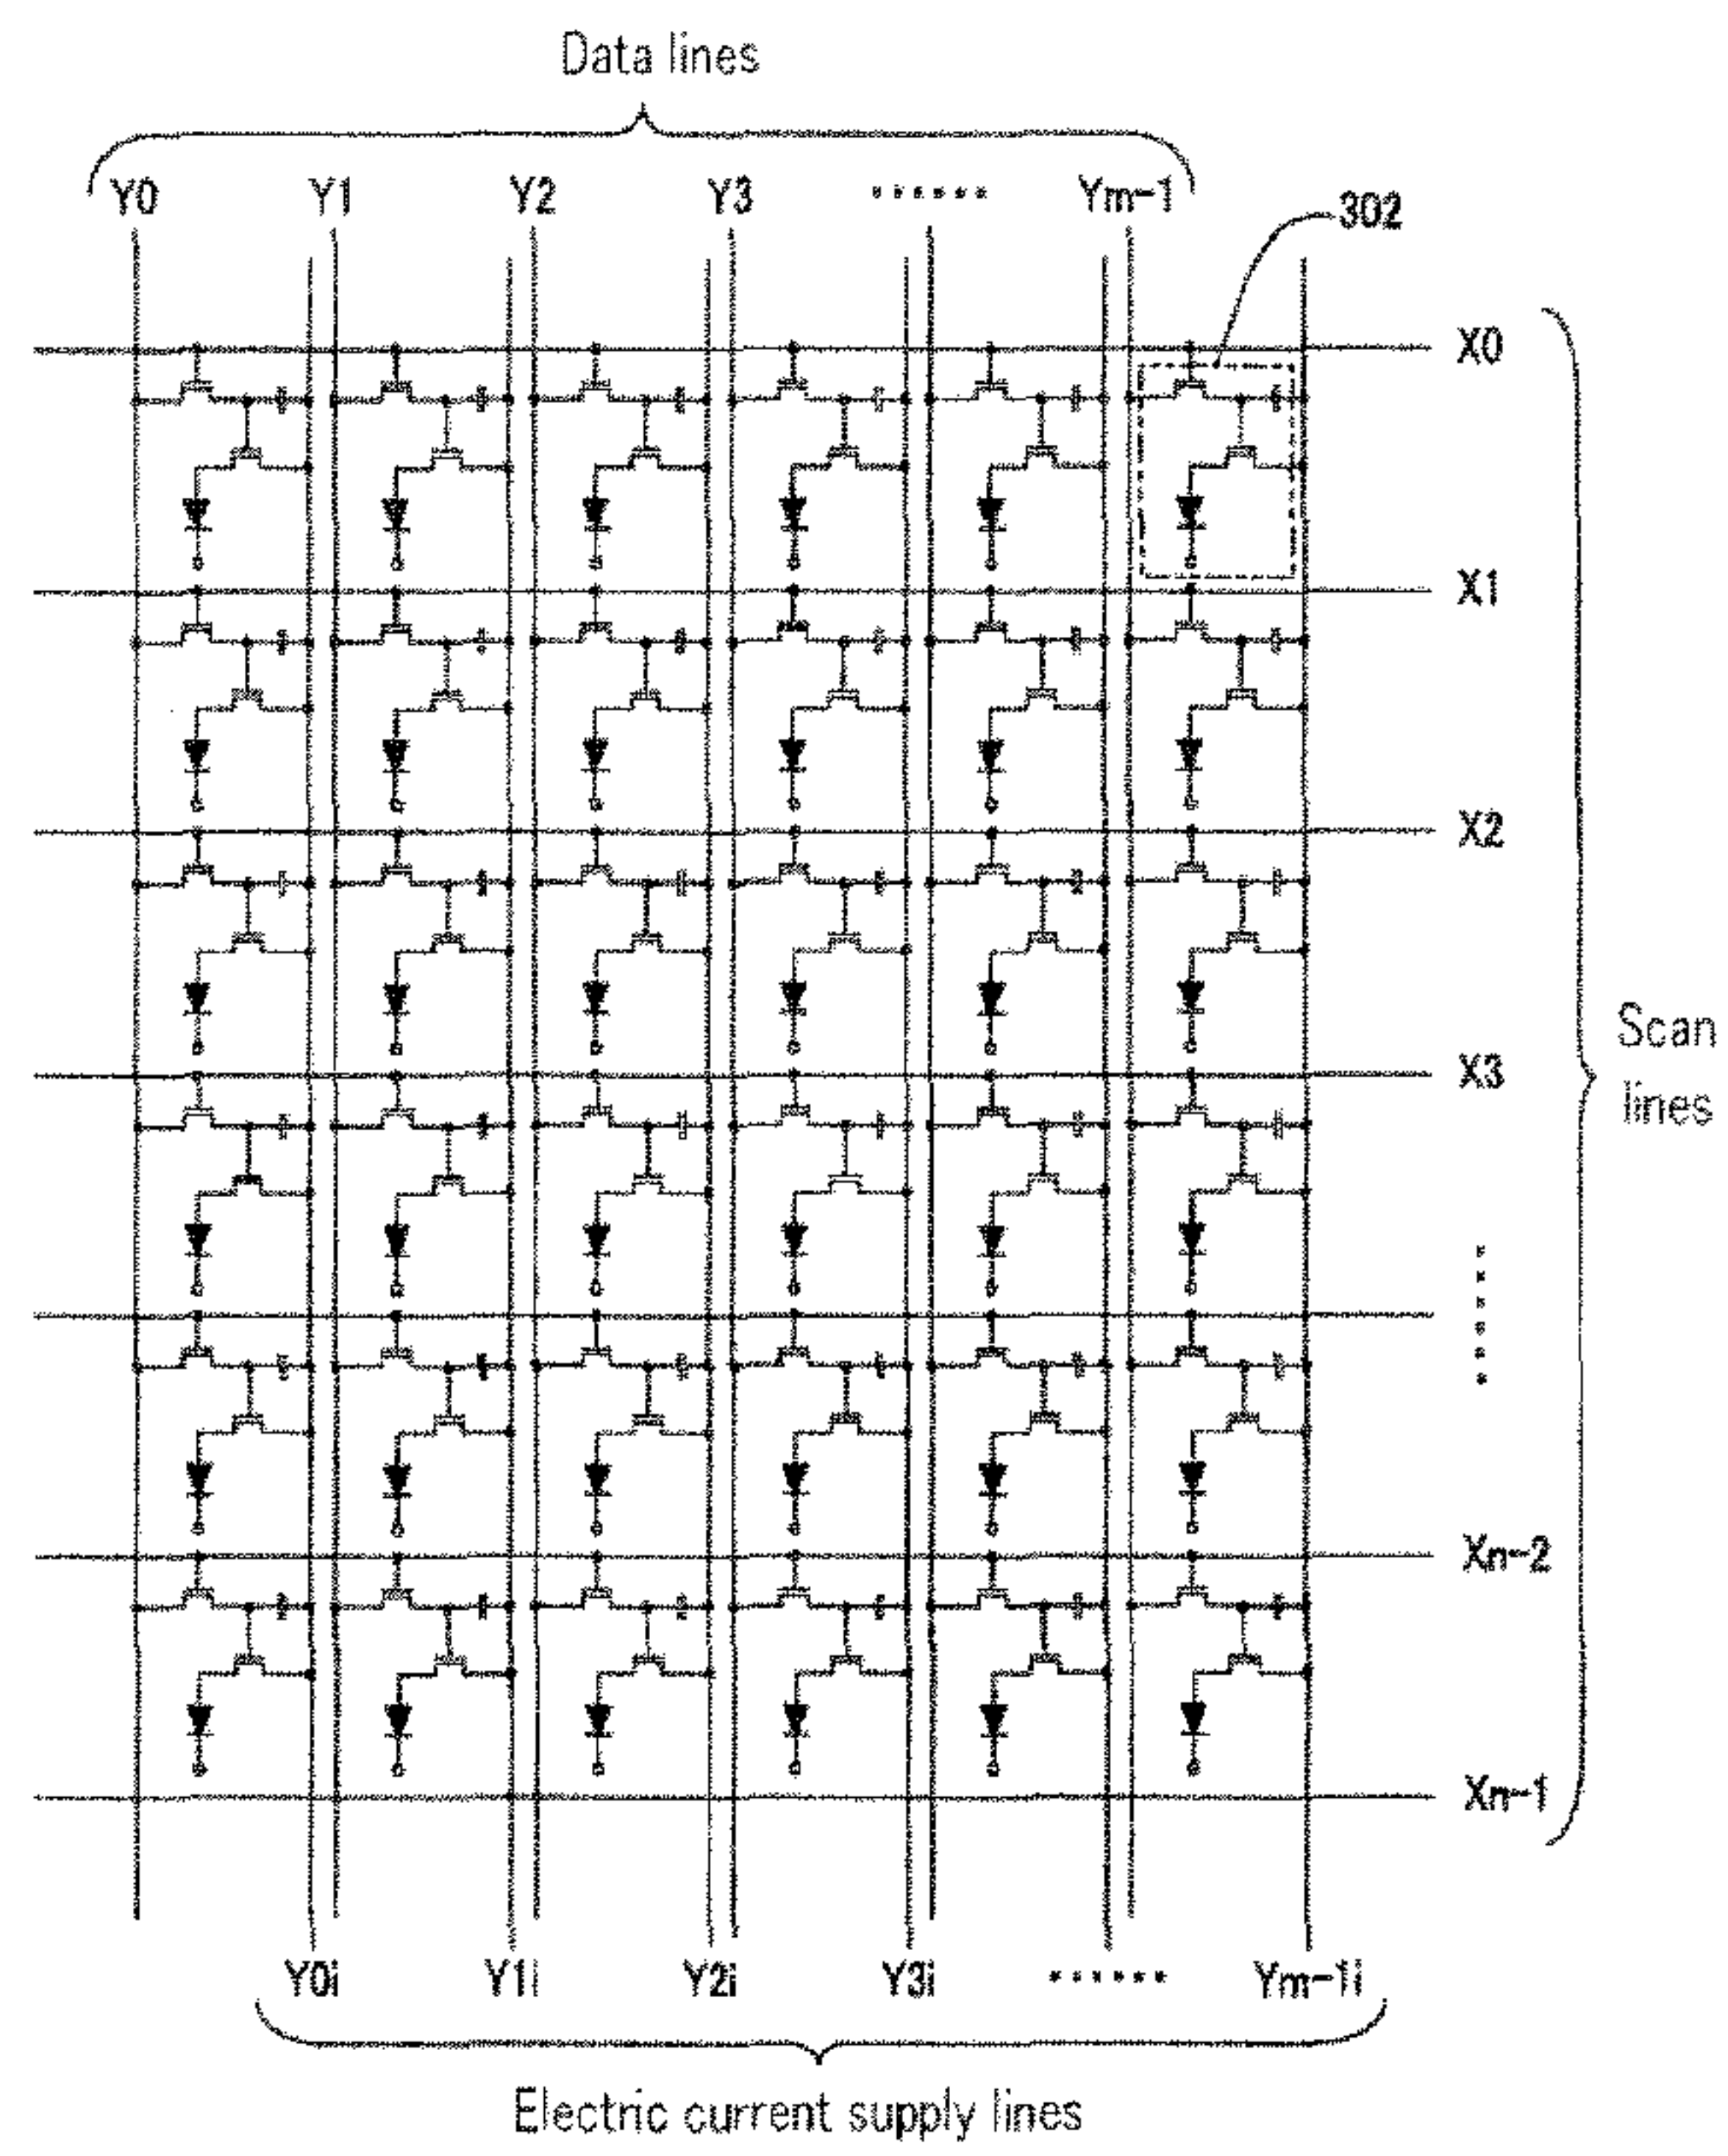 Data lines
Y0 Y1 Y2 Y3 ...... Ym-1
302
X0
X1
X2
X3
Scan
lines
......
Xn-2
Xn-1
Y0i Y1i Y2i Y3i ...... Ym-1i
Electric current supply lines